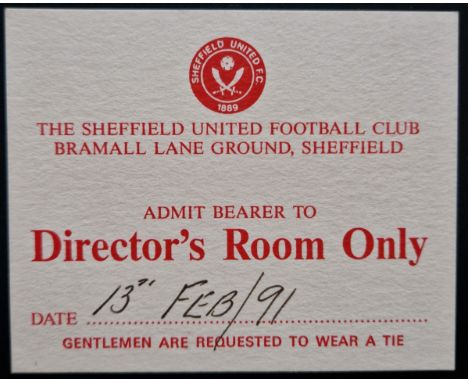 SHEFFIELD UNITED F.C.
1889
THE SHEFFIELD UNITED FOOTBALL CLUB
BRAMALL LANE GROUND, SHEFFIELD
ADMIT BEARER TO
Director's Room Only
DATE 13" FEB/91
GENTLEMEN ARE REQUESTED TO WEAR A TIE